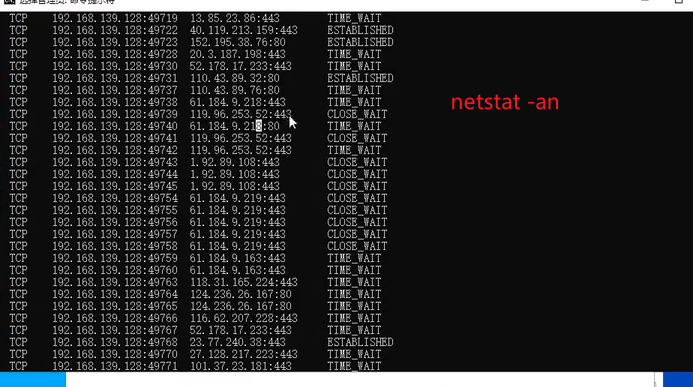 选择管理员: 命令提示符
TCP 192.168.139.128:49719 13.85.23.86:443 TIME_WAIT
TCP 192.168.139.128:49722 40.119.213.159:443 ESTABLISHED
TCP 192.168.139.128:49723 152.195.38.76:80 ESTABLISHED
TCP 192.168.139.128:49728 20.3.187.198:443 TIME_WAIT
TCP 192.168.139.128:49730 52.178.17.233:443 TIME_WAIT
TCP 192.168.139.128:49731 110.43.89.32:80 ESTABLISHED
TCP 192.168.139.128:49737 110.43.89.76:80 TIME_WAIT
TCP 192.168.139.128:49738 61.184.9.218:443 TIME_WAIT
netstat -an
TCP 192.168.139.128:49739 119.96.253.52:443 CLOSE_WAIT
TCP 192.168.139.128:49740 61.184.9.218:80 TIME_WAIT
TCP 192.168.139.128:49741 119.96.253.52:443 CLOSE_WAIT
TCP 192.168.139.128:49742 119.96.253.52:443 TIME_WAIT
TCP 192.168.139.128:49743 1.92.89.108:443 CLOSE_WAIT
TCP 192.168.139.128:49744 1.92.89.108:443 CLOSE_WAIT
TCP 192.168.139.128:49745 1.92.89.108:443 CLOSE_WAIT
TCP 192.168.139.128:49754 61.184.9.219:443 CLOSE_WAIT
TCP 192.168.139.128:49755 61.184.9.219:443 CLOSE_WAIT
TCP 192.168.139.128:49756 61.184.9.219:443 CLOSE_WAIT
TCP 192.168.139.128:49757 61.184.9.219:443 CLOSE_WAIT
TCP 192.168.139.128:49758 61.184.9.219:443 CLOSE_WAIT
TCP 192.168.139.128:49759 61.184.9.163:443 TIME_WAIT
TCP 192.168.139.128:49760 61.184.9.163:443 TIME_WAIT
TCP 192.168.139.128:49763 118.31.165.224:443 TIME_WAIT
TCP 192.168.139.128:49764 124.236.26.167:80 TIME_WAIT
TCP 192.168.139.128:49765 124.236.26.167:80 TIME_WAIT
TCP 192.168.139.128:49766 116.62.207.228:443 TIME_WAIT
TCP 192.168.139.128:49767 52.178.17.233:443 TIME_WAIT
TCP 192.168.139.128:49768 23.77.240.38:443 ESTABLISHED
TCP 192.168.139.128:49770 27.128.217.223:443 TIME_WAIT
TCP 192.168.139.128:49771 101.37.23.181:443 TIME_WAIT